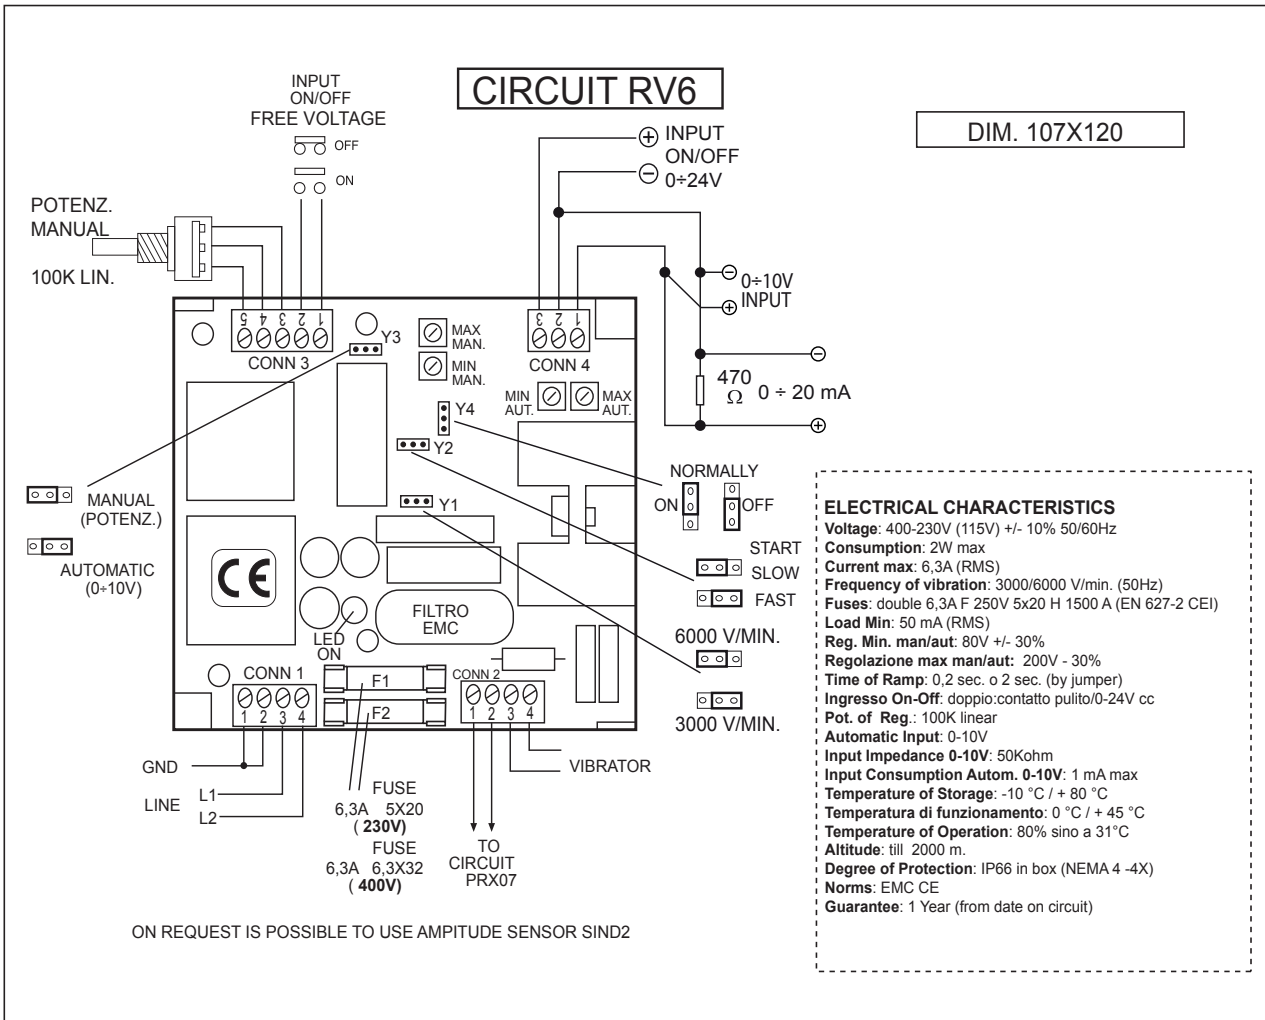 CIRCUIT RV6
DIM. 107X120
INPUT
ON/OFF
FREE VOLTAGE
OFF
ON
POTENZ.
MANUAL
100K LIN.
INPUT
ON/OFF
0÷24V
0÷10V
INPUT
470
Ω
0 ÷ 20 mA
5 4 3 2 1
CONN 3
Y3
MAX
MAN.
MIN
MAN.
3 2 1
CONN 4
MIN
AUT.
MAX
AUT.
Y4
Y2
Y1
MANUAL
(POTENZ.)
AUTOMATIC
(0÷10V)
NORMALLY
ON
OFF
START
SLOW
FAST
6000 V/MIN.
3000 V/MIN.
CE
LED
ON
FILTRO
EMC
CONN 1
1 2 3 4
F1
F2
CONN 2
1 2 3 4
GND
LINE
L1
L2
VIBRATOR
FUSE
6,3A 5X20
( 230V)
FUSE
6,3A 6,3X32
( 400V)
TO
CIRCUIT
PRX07
ON REQUEST IS POSSIBLE TO USE AMPITUDE SENSOR SIND2
ELECTRICAL CHARACTERISTICS
Voltage: 400-230V (115V) +/- 10% 50/60Hz
Consumption: 2W max
Current max: 6,3A (RMS)
Frequency of vibration: 3000/6000 V/min. (50Hz)
Fuses: double 6,3A F 250V 5x20 H 1500 A (EN 627-2 CEI)
Load Min: 50 mA (RMS)
Reg. Min. man/aut: 80V +/- 30%
Regolazione max man/aut: 200V - 30%
Time of Ramp: 0,2 sec. o 2 sec. (by jumper)
Ingresso On-Off: doppio:contatto pulito/0-24V cc
Pot. of Reg.: 100K linear
Automatic Input: 0-10V
Input Impedance 0-10V: 50Kohm
Input Consumption Autom. 0-10V: 1 mA max
Temperature of Storage: -10 °C / + 80 °C
Temperatura di funzionamento: 0 °C / + 45 °C
Temperature of Operation: 80% sino a 31°C
Altitude: till 2000 m.
Degree of Protection: IP66 in box (NEMA 4 -4X)
Norms: EMC CE
Guarantee: 1 Year (from date on circuit)